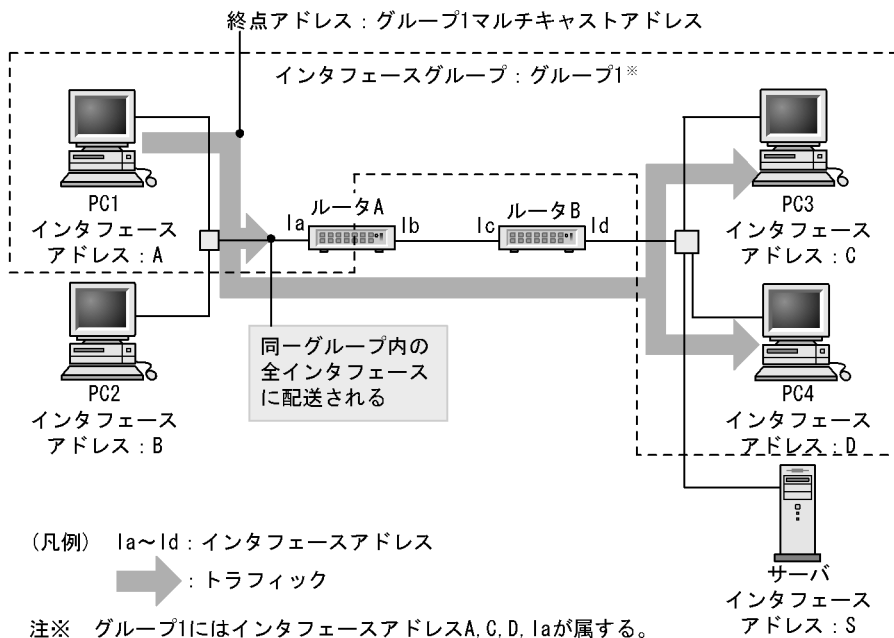 終点アドレス：グループ1マルチキャストアドレス
インタフェースグループ：グループ1※
PC1
インタフェース
アドレス：A
Ia
ルータA
Ib
Ic
ルータB
Id
PC3
インタフェース
アドレス：C
PC2
インタフェース
アドレス：B
同一グループ内の
全インタフェース
に配送される
PC4
インタフェース
アドレス：D
(凡例) Ia～Id：インタフェースアドレス
：トラフィック
サーバ
インタフェース
アドレス：S
注※ グループ1にはインタフェースアドレスA,C,D,Iaが属する。